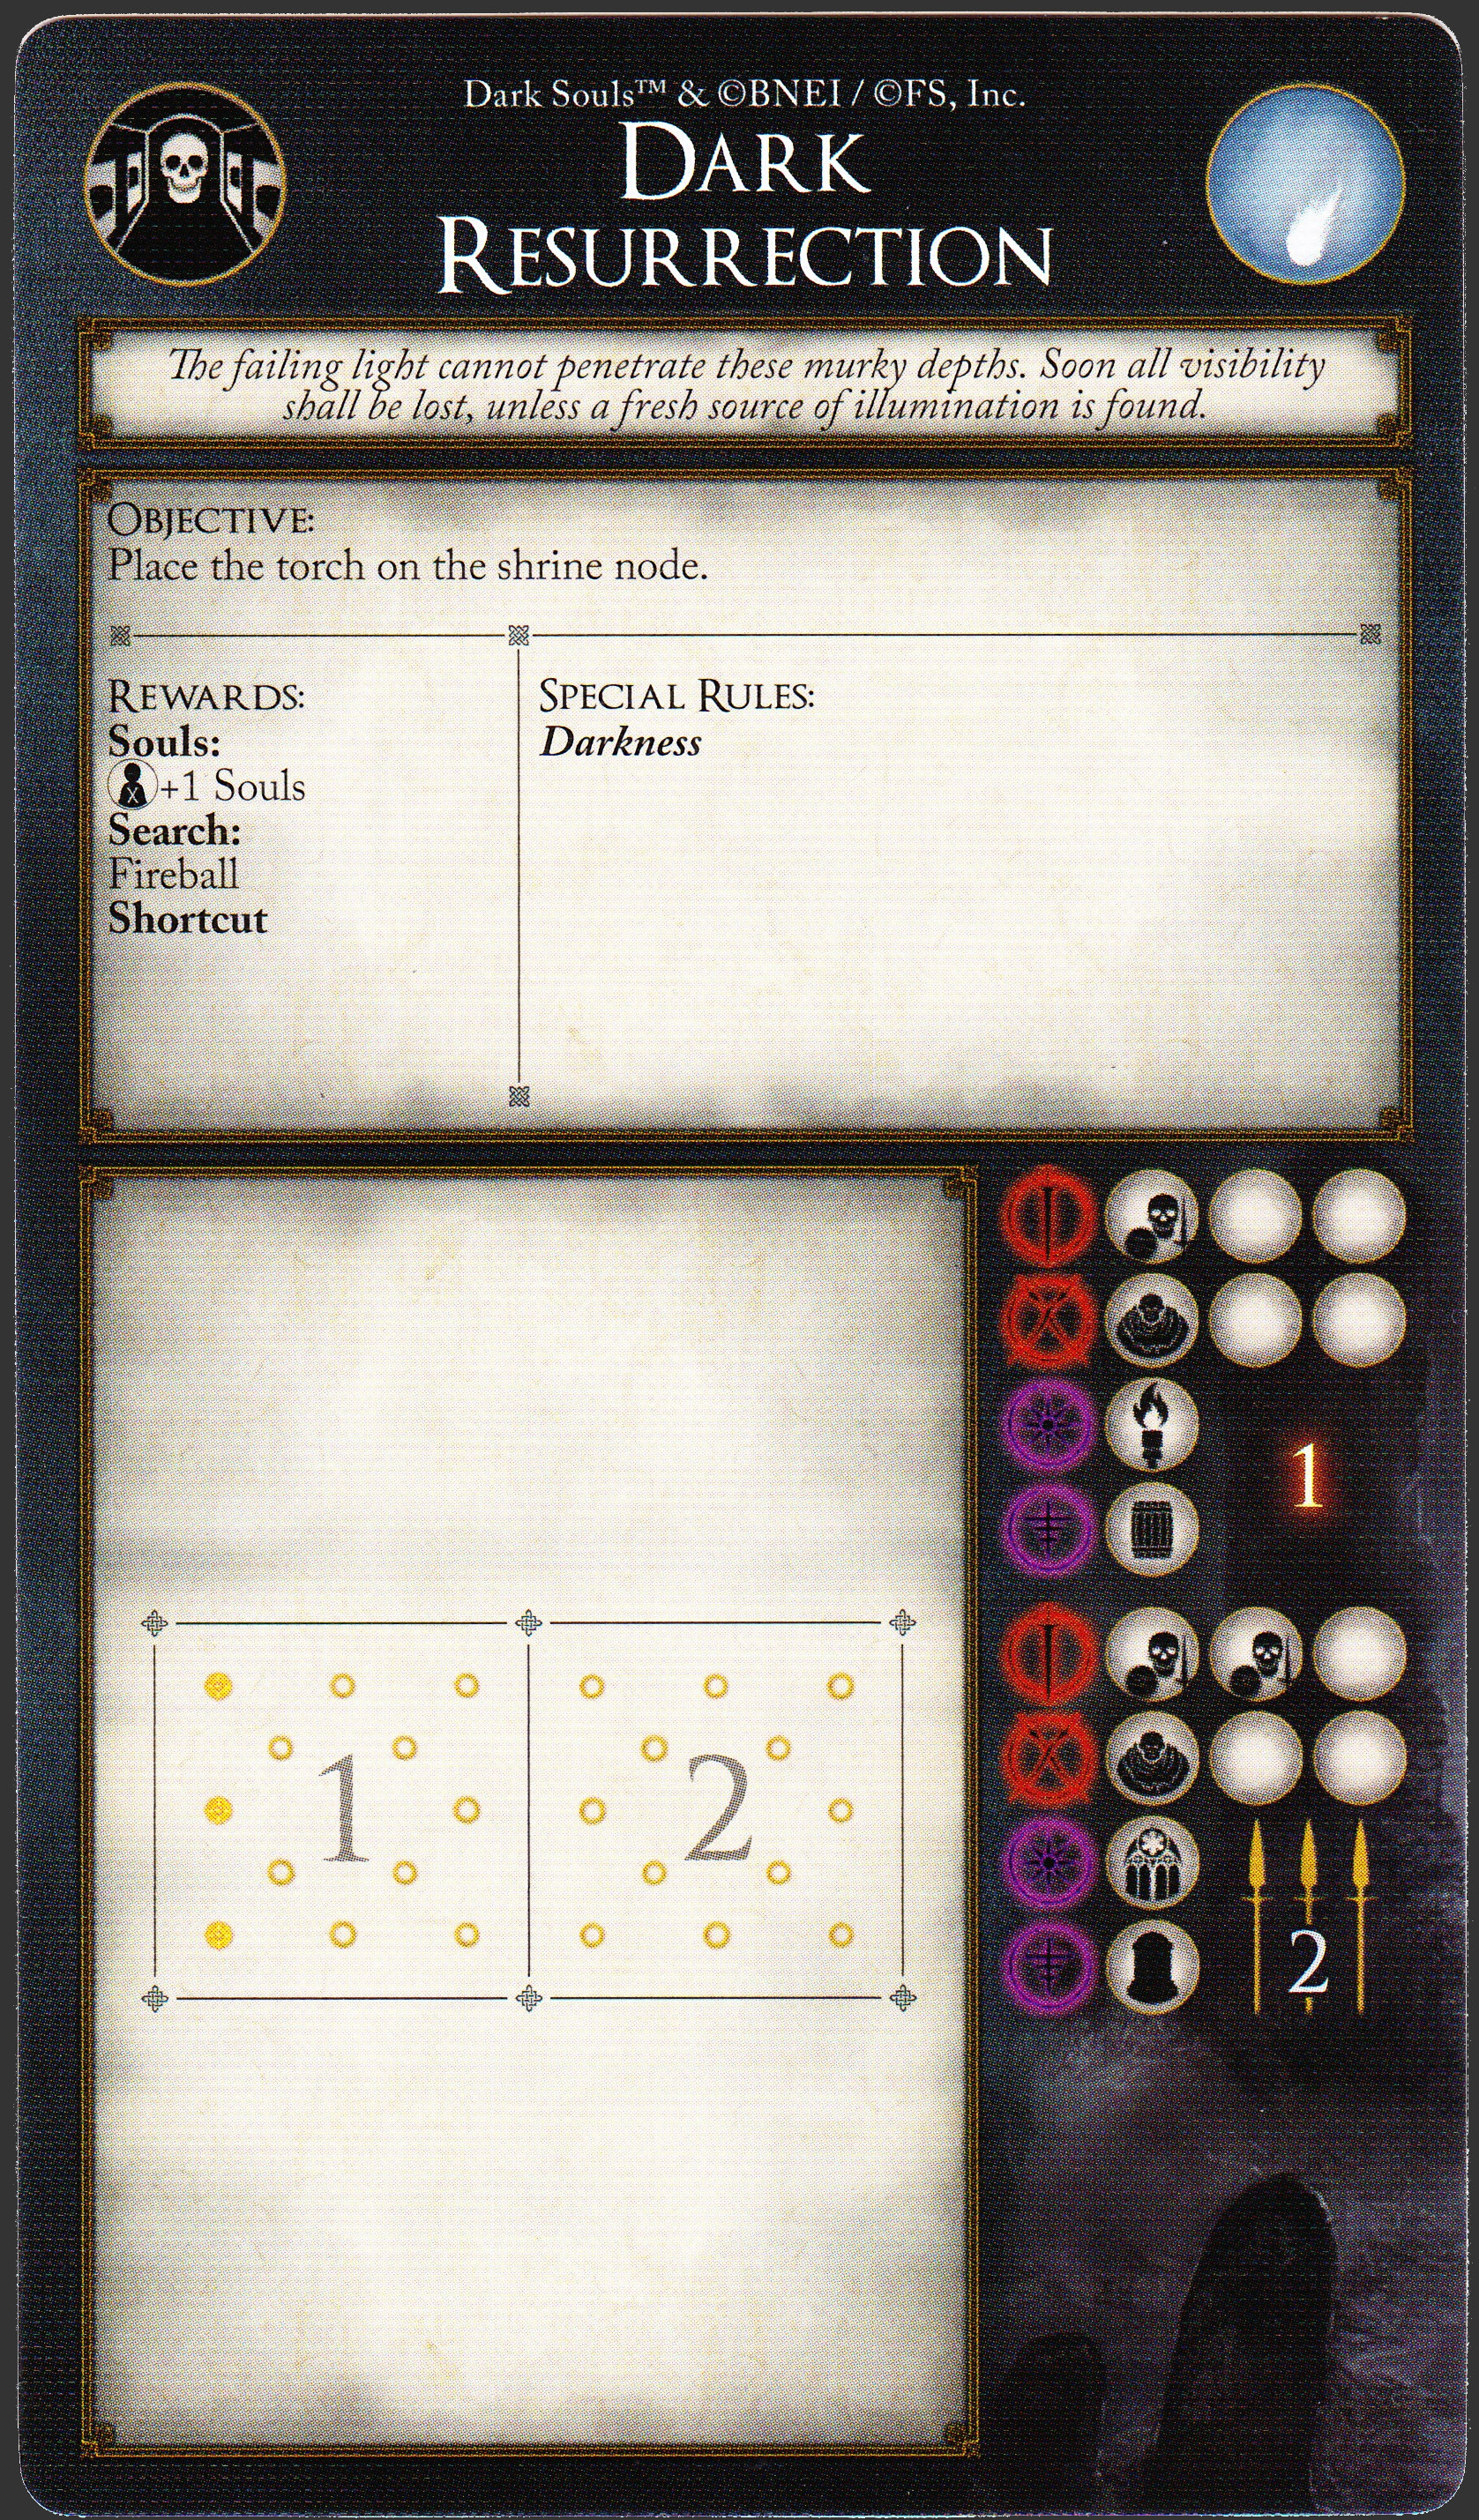 Dark Souls™ & ©BNEI / ©FS, Inc.
DARK
RESURRECTION
The failing light cannot penetrate these murky depths. Soon all visibility
shall be lost, unless a fresh source of illumination is found.
OBJECTIVE:
Place the torch on the shrine node.
REWARDS:
Souls:
X +1 Souls
Search:
Fireball
Shortcut
SPECIAL RULES:
Darkness
1
2
1
2